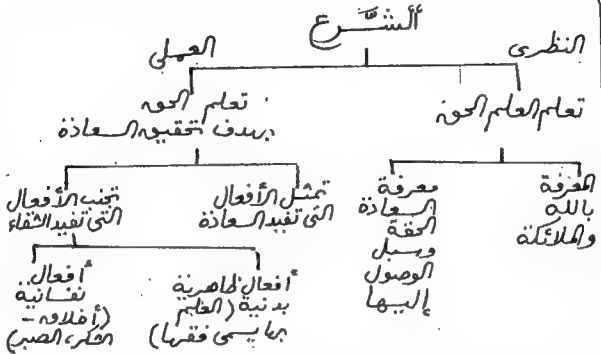 الشَّرع
النظرى
العملى
تعلم العلم الحق
تعلم الحق
بهدف تحقيق السعادة
المعرفة
بالله
والملائكة
معرفة
السعادة
الحقة
وسبل
الوصول
إليها
تمثل الأفعال
التى تفيد السعادة
تجنب الأفعال
التى تفيد الشقاء
أفعال ظاهرية
بدنية (العلم
بها يسمى فقها)
أفعال
نفسانية
(أخلاق -
الشكر، الصبر)